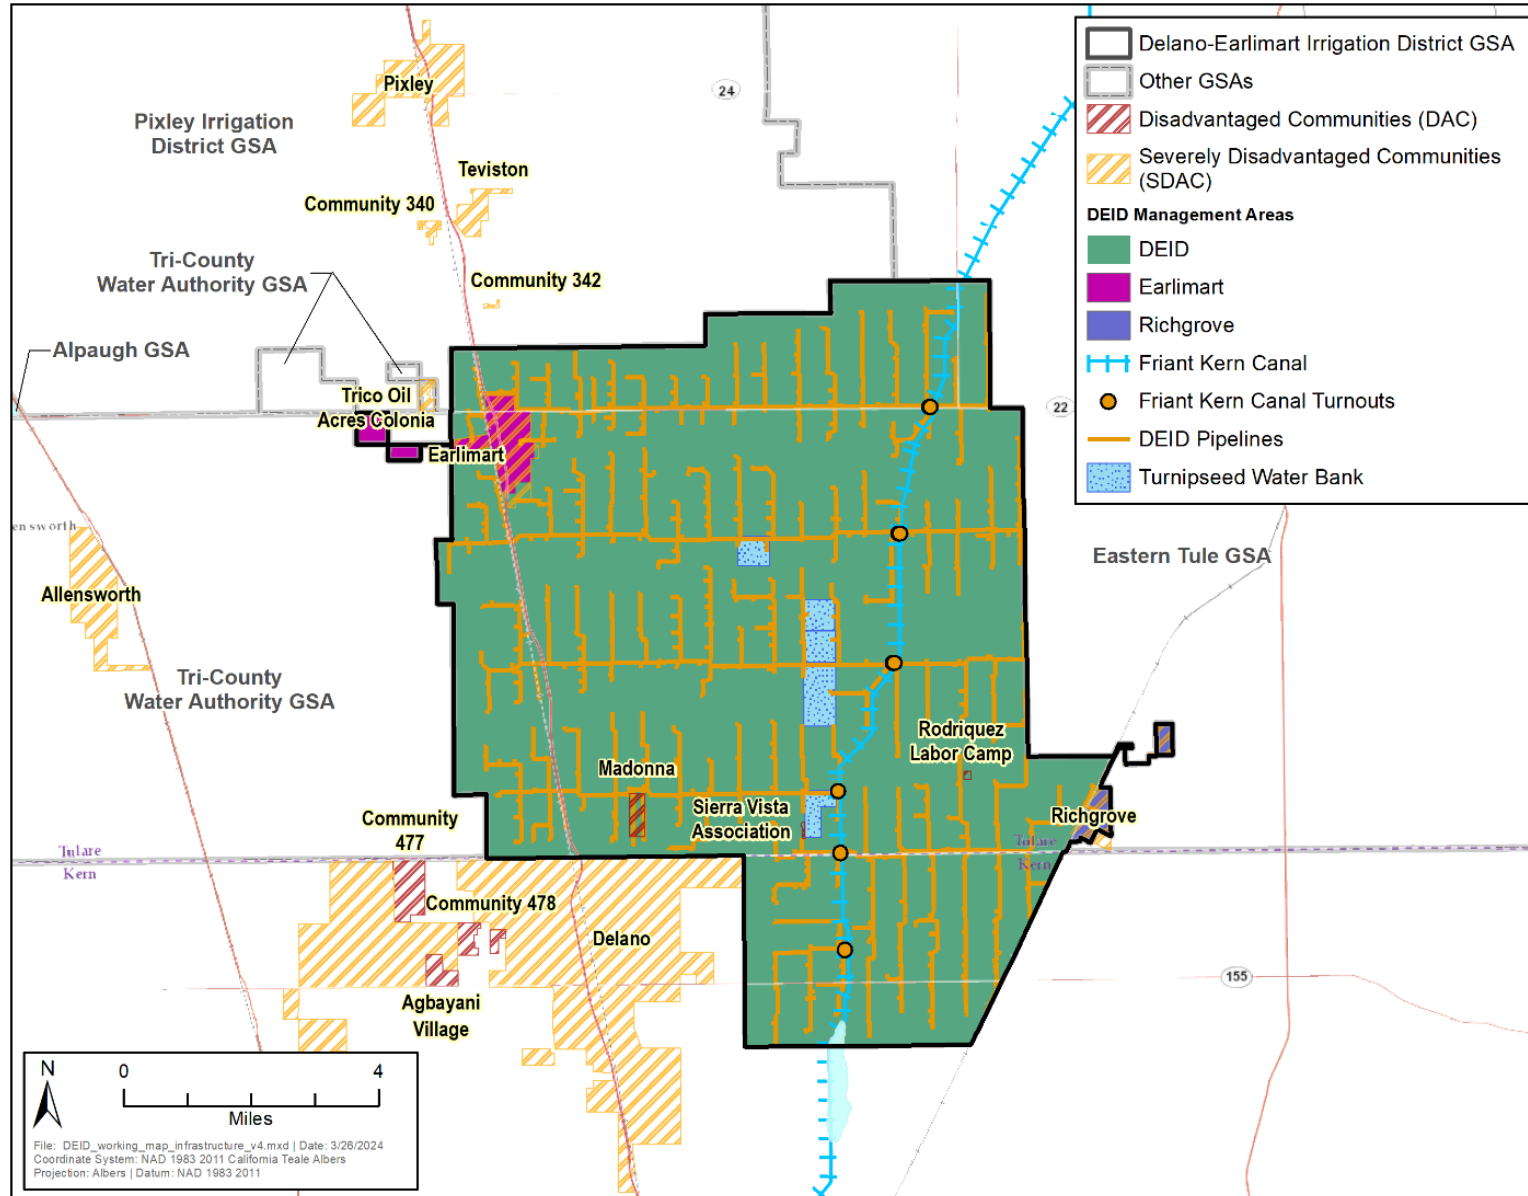 Pixley
24
Pixley Irrigation
District GSA
Teviston
Community 340
Tri-County
Water Authority GSA
Community 342
Alpaugh GSA
Trico Oil
Acres Colonia
Earlimart
22
Delano-Earlimart Irrigation District GSA
Other GSAs
Disadvantaged Communities (DAC)
Severely Disadvantaged Communities
(SDAC)
DEID Management Areas
DEID
Earlimart
Richgrove
Friant Kern Canal
Friant Kern Canal Turnouts
DEID Pipelines
Turnipseed Water Bank
ensworth
Eastern Tule GSA
Allensworth
Tri-County
Water Authority GSA
Rodriquez
Labor Camp
Madonna
Sierra Vista
Association
Richgrove
Community
477
Tulare
Kern
Tulare
Kern
Community 478
Delano
155
Agbayani
Village
N
0
4
Miles
File: DEID_working_map_infrastructure_v4.mxd | Date: 3/26/2024
Coordinate System: NAD 1983 2011 California Teale Albers
Projection: Albers | Datum: NAD 1983 2011